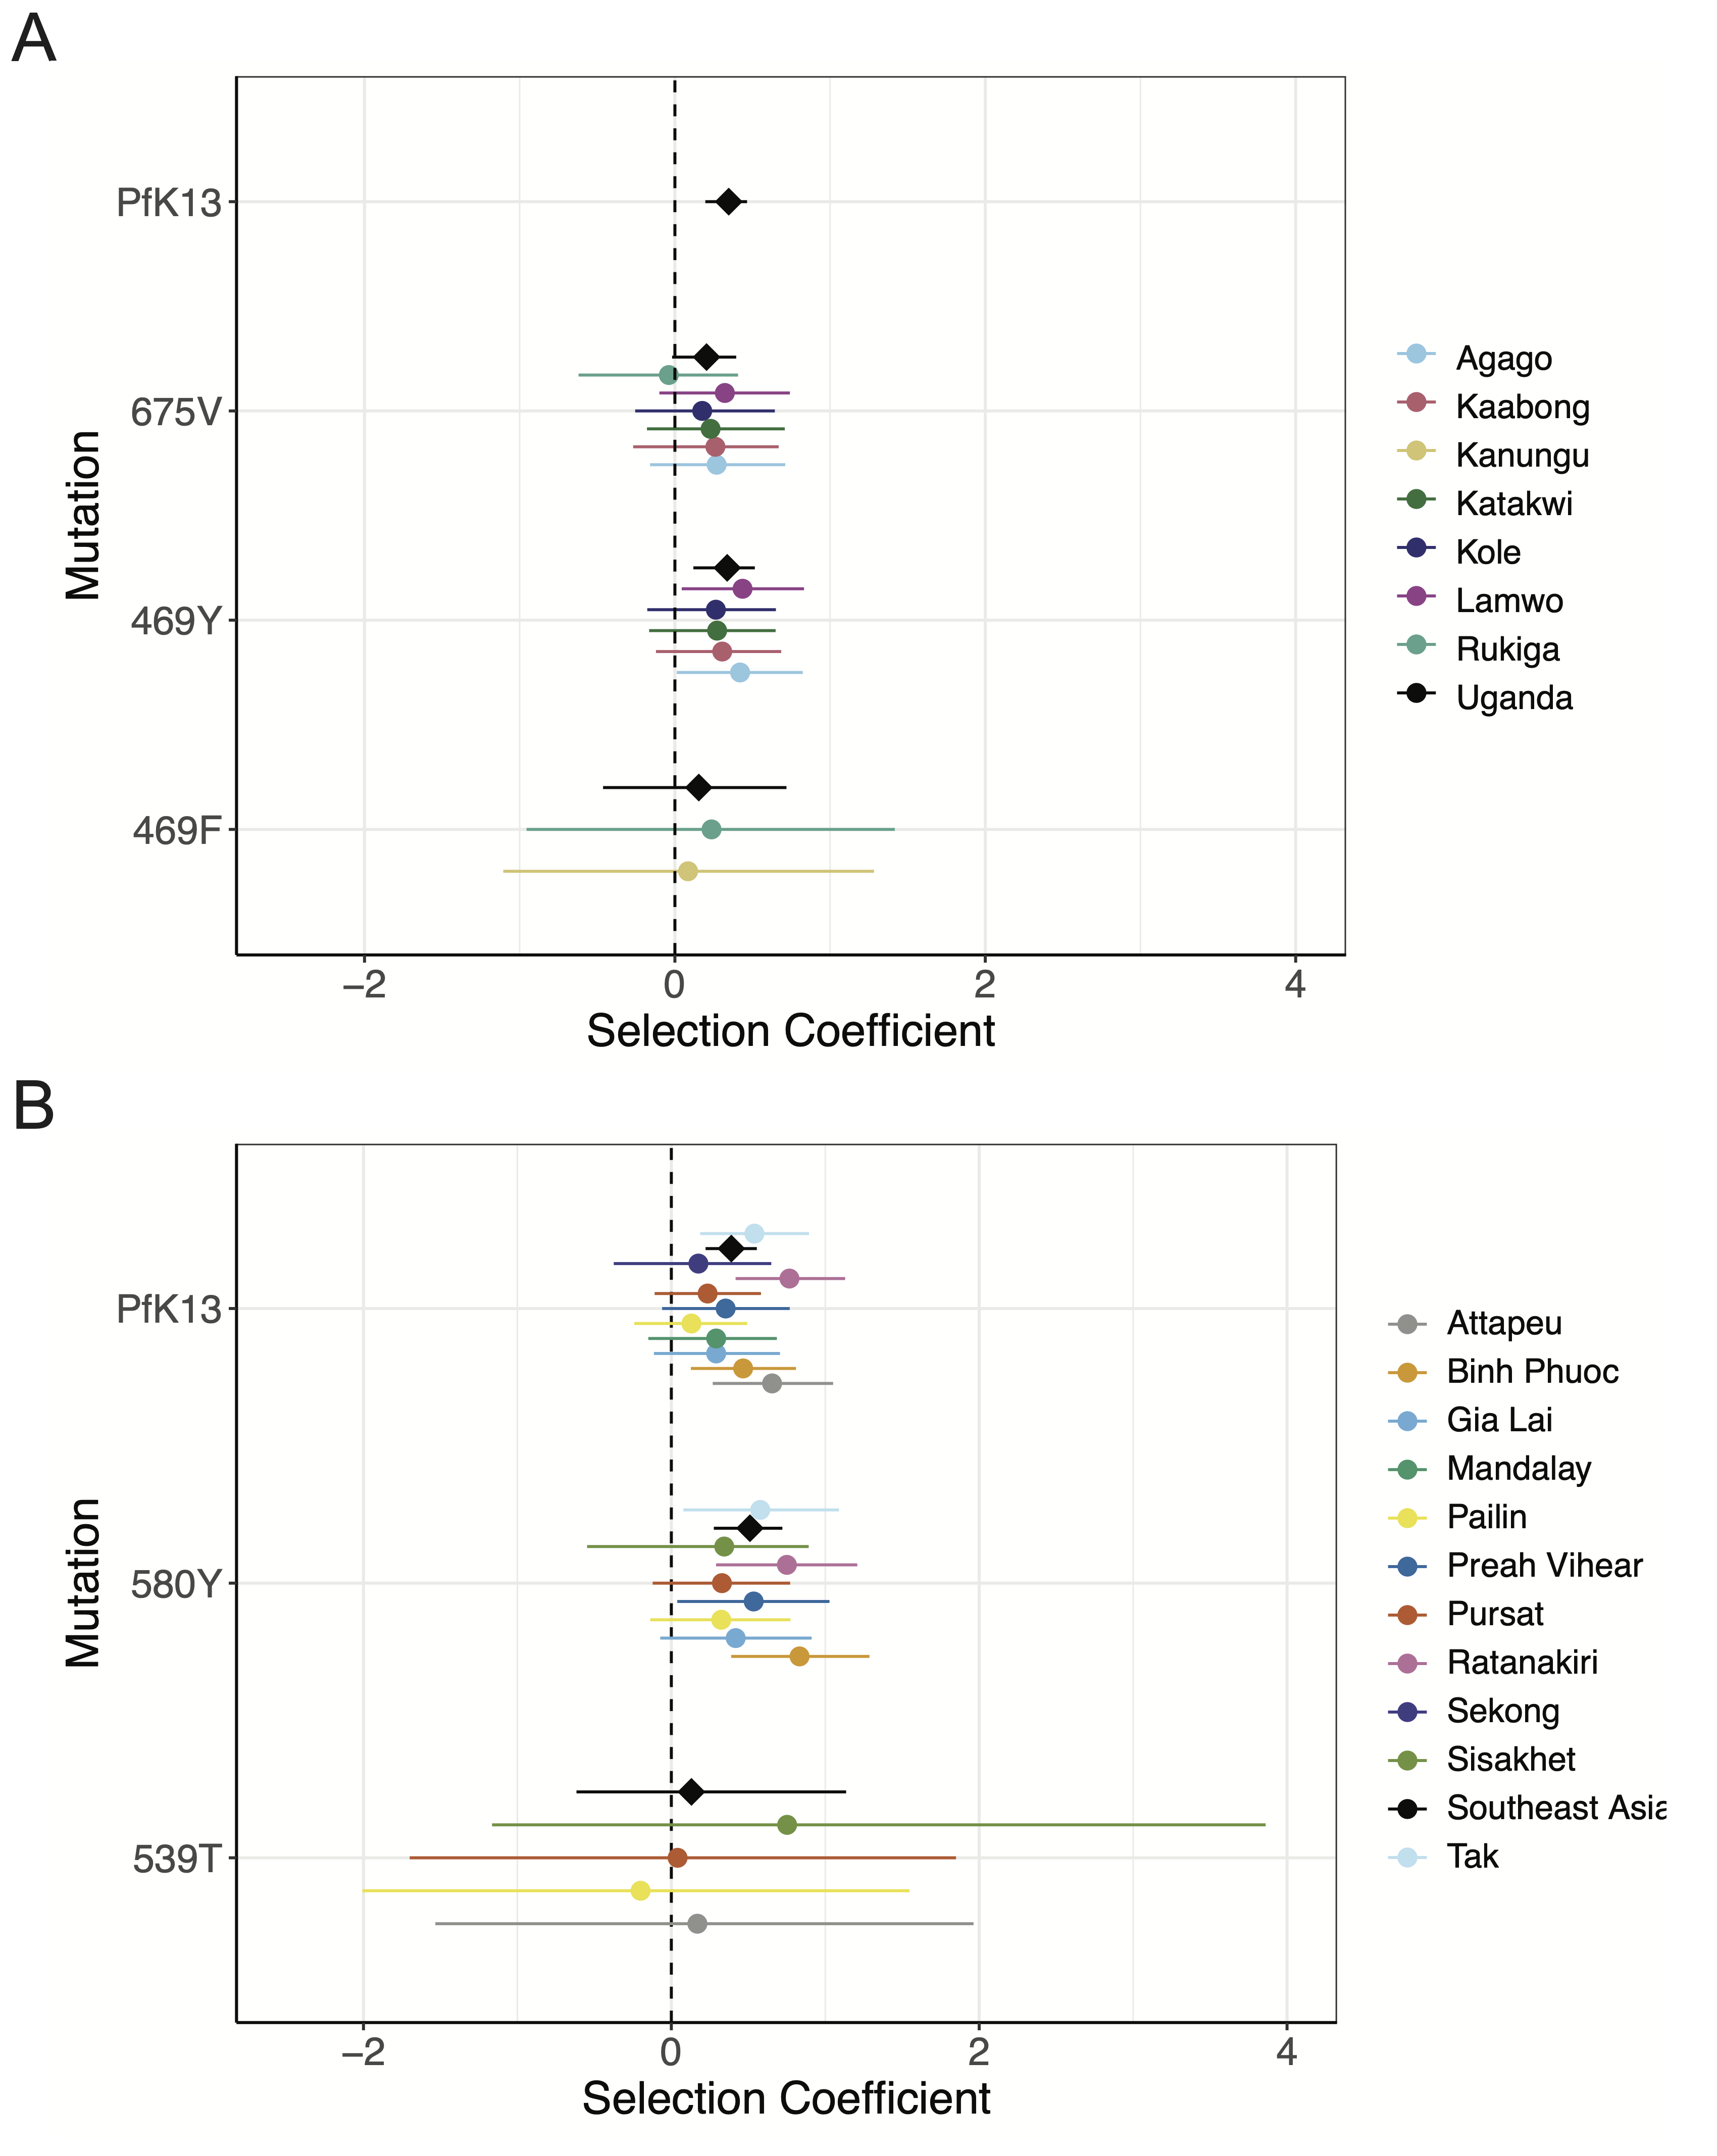 A
PfK13
675V
469Y
469F
Mutation
−2 0 2 4
Selection Coefficient
Agago
Kaabong
Kanungu
Katakwi
Kole
Lamwo
Rukiga
Uganda
B
PfK13
580Y
539T
Mutation
−2 0 2 4
Selection Coefficient
Attapeu
Binh Phuoc
Gia Lai
Mandalay
Pailin
Preah Vihear
Pursat
Ratanakiri
Sekong
Sisakhet
Southeast Asia
Tak